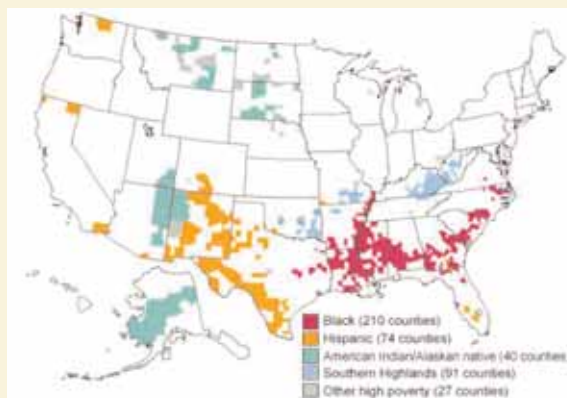 Black (210 counties)
Hispanic (74 counties)
American Indian/Alaskan native (40 counties)
Southern Highlands (91 counties)
Other high poverty (27 counties)